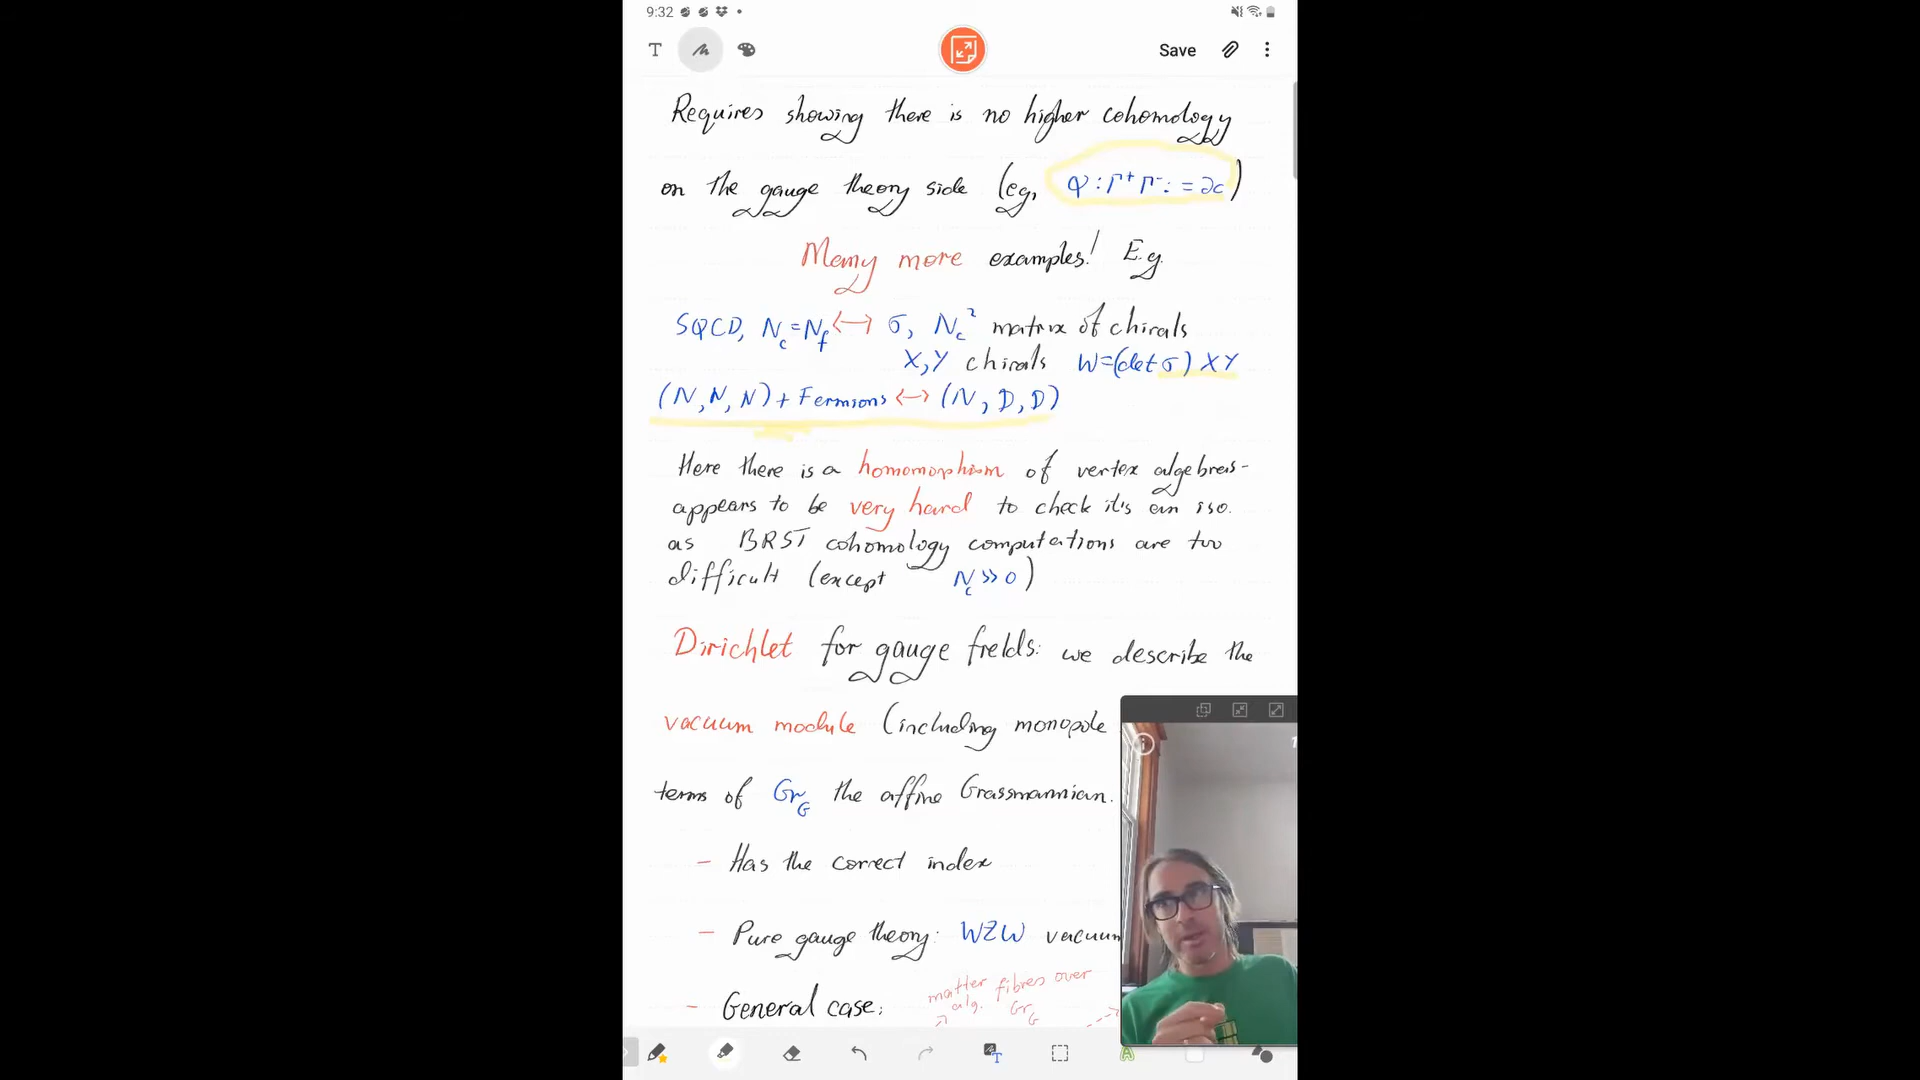 9:32
T
Save
Requires showing there is no higher cohomology
on the gauge theory side (eg, Q:Γ⁺Γ⁻: = ∂c)
Many more examples! E.g.
SQCD, N_c = N_f ↔ σ, N_c² matrix of chirals
X, Y chirals W=(det σ) XY
(N, N, N) + Fermions ↔ (N, D, D)
Here there is a homomorphism of vertex algebras -
appears to be very hard to check it's an iso.
as BRST cohomology computations are too
difficult (except N_c >> 0)
Dirichlet for gauge fields: we describe the
vacuum module (including monopole
terms of Gr_G the affine Grassmannian.
- Has the correct index
- Pure gauge theory: WZW vacuum
matter fibres over
alg. Gr_G
- General case: